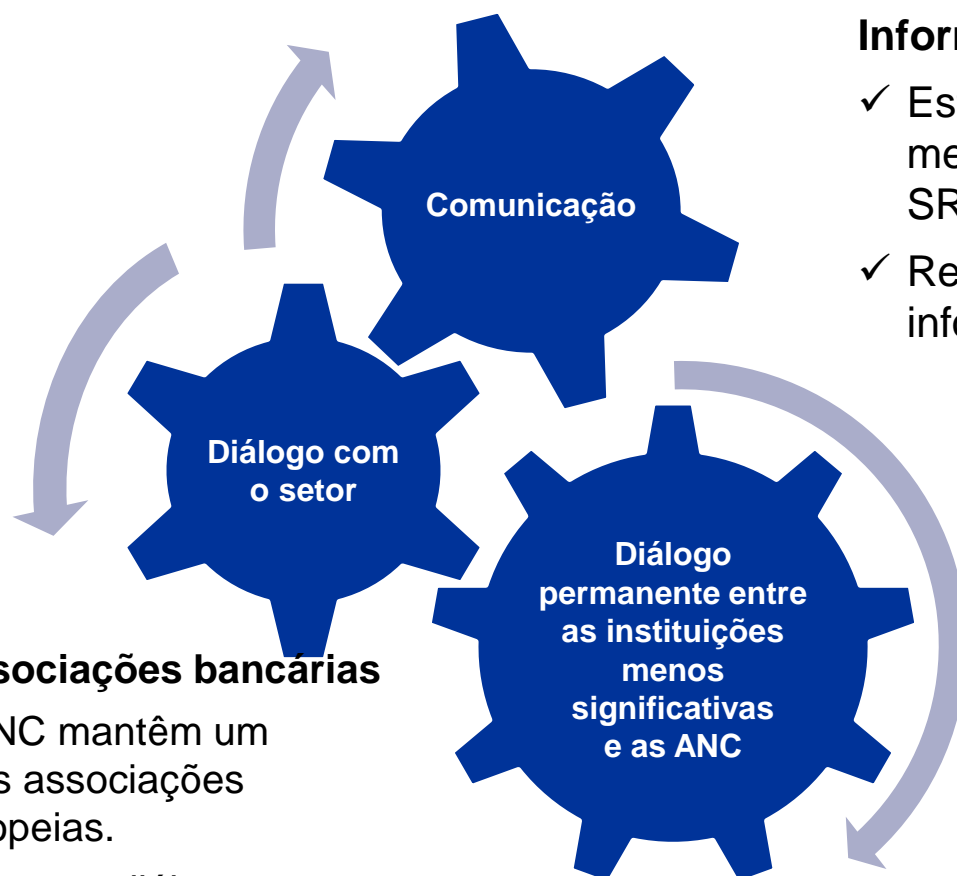 Infor
✓ Es
me
SR
✓ Re
info
Comunicação
Diálogo com
o setor
Diálogo
permanente entre
as instituições
menos
significativas
e as ANC
sociações bancárias
NC mantêm um
s associações
opeias.